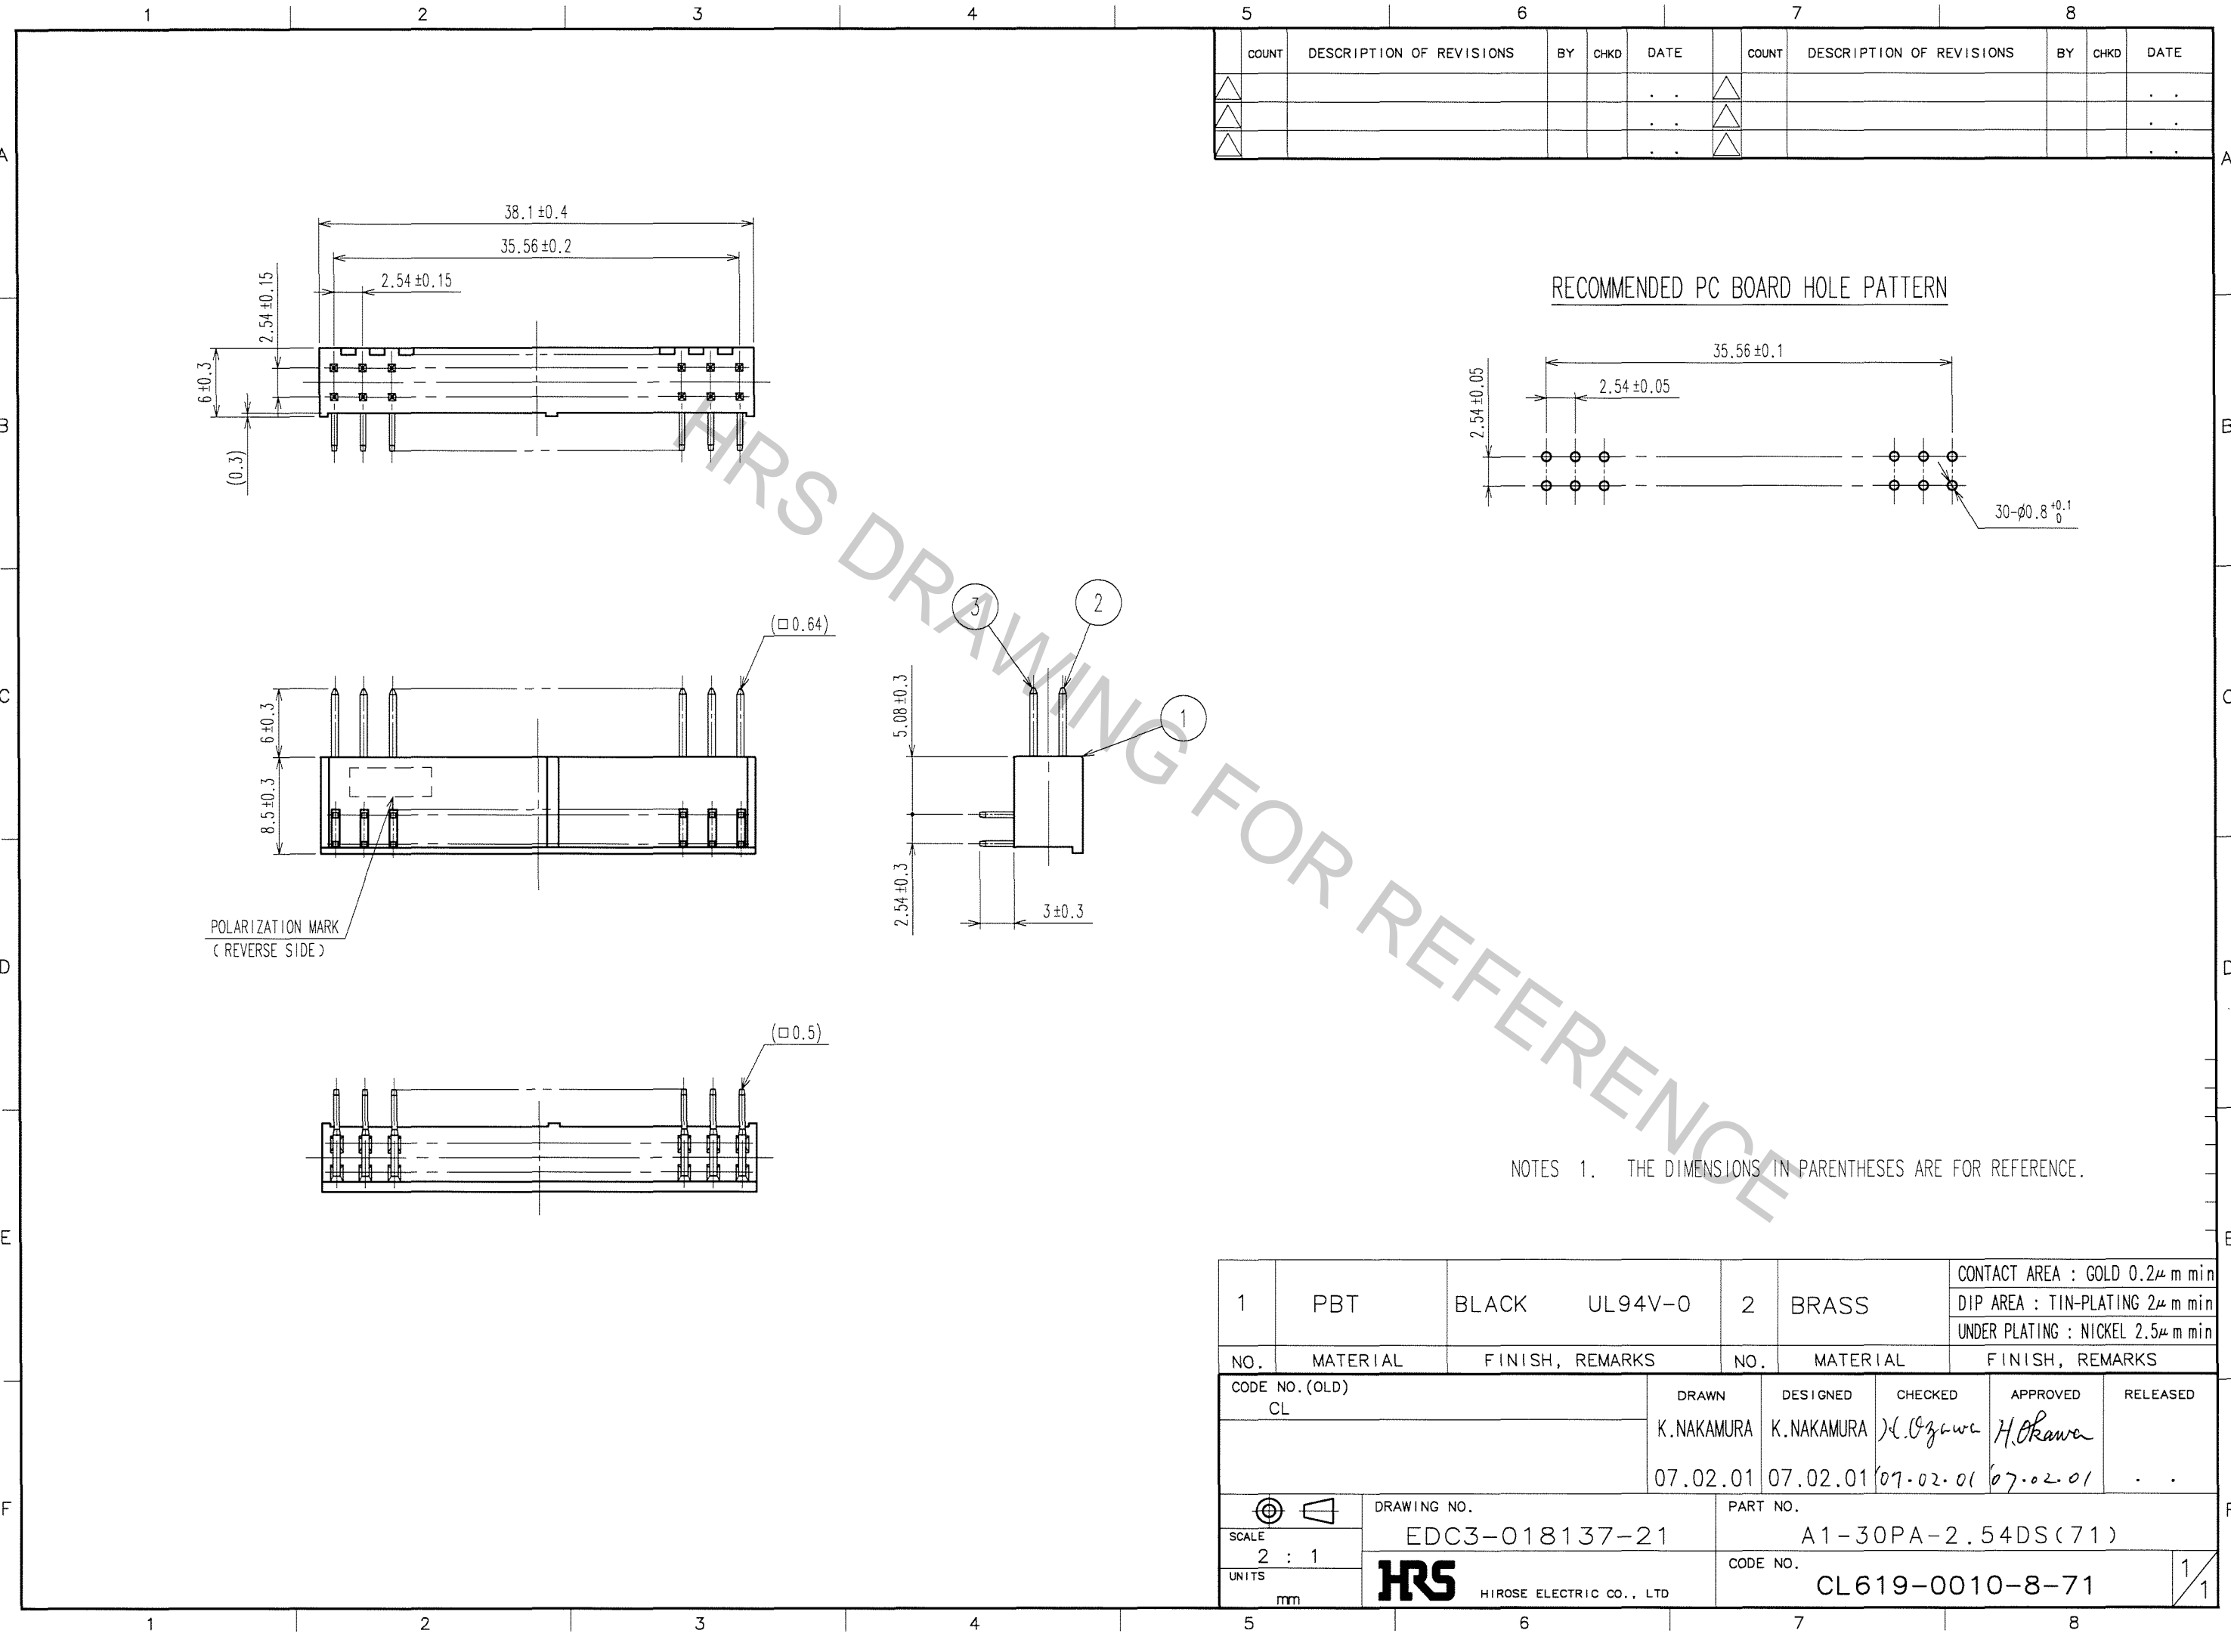 1 2 3 4 5 6 7 8
COUNT DESCRIPTION OF REVISIONS BY CHKD DATE COUNT DESCRIPTION OF REVISIONS BY CHKD DATE
. . . .
. . . .
. . . .
A A
38.1±0.4
35.56±0.2
2.54±0.15
2.54±0.15
6±0.3
(0.3)
B B
RECOMMENDED PC BOARD HOLE PATTERN
35.56±0.1
2.54±0.05
2.54±0.05
30-ø0.8 +0.1 0
HRS DRAWING FOR REFERENCE
(□0.64)
3 2
1
C C
6±0.3
8.5±0.3
5.08±0.3
2.54±0.3
3±0.3
POLARIZATION MARK
(REVERSE SIDE)
D D
(□0.5)
NOTES 1. THE DIMENSIONS IN PARENTHESES ARE FOR REFERENCE.
E E
1 PBT BLACK UL94V-0 2 BRASS
CONTACT AREA : GOLD 0.2μm min
DIP AREA : TIN-PLATING 2μm min
UNDER PLATING : NICKEL 2.5μm min
NO. MATERIAL FINISH, REMARKS NO. MATERIAL FINISH, REMARKS
CODE NO.(OLD)
CL
DRAWN DESIGNED CHECKED APPROVED RELEASED
K.NAKAMURA K.NAKAMURA H.Ozawa H.Okawa
07.02.01 07.02.01 07.02.01 07.02.01 . .
F F
SCALE
2 : 1
UNITS
mm
DRAWING NO.
EDC3-018137-21
PART NO.
A1-30PA-2.54DS(71)
HRS HIROSE ELECTRIC CO., LTD
CODE NO.
CL619-0010-8-71
1/1
1 2 3 4 5 6 7 8